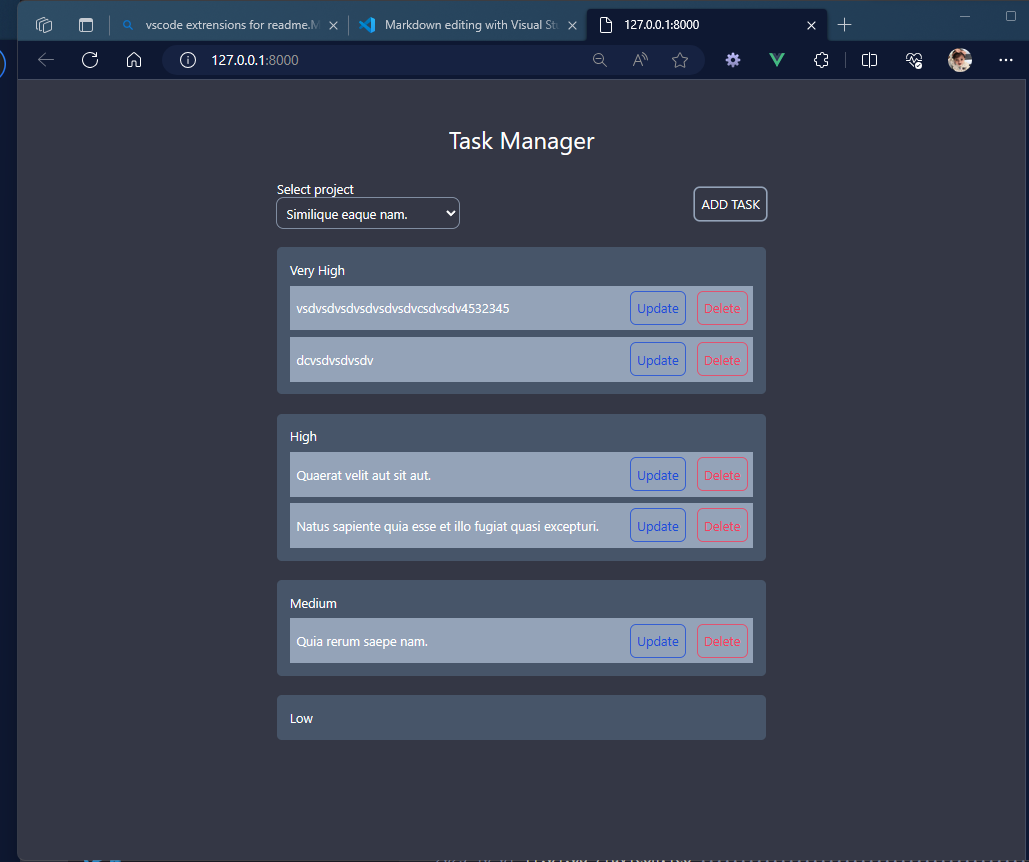 vscode extrensions for readme.M
Markdown editing with Visual St
127.0.0.1:8000
127.0.0.1:8000
Task Manager
Select project
Similique eaque nam.
ADD TASK
Very High
vsdvsdvsdvsdvsdvsdvcsdvsdv4532345 Update Delete
dcvsdvsdvsdv Update Delete
High
Quaerat velit aut sit aut. Update Delete
Natus sapiente quia esse et illo fugiat quasi excepturi. Update Delete
Medium
Quia rerum saepe nam. Update Delete
Low